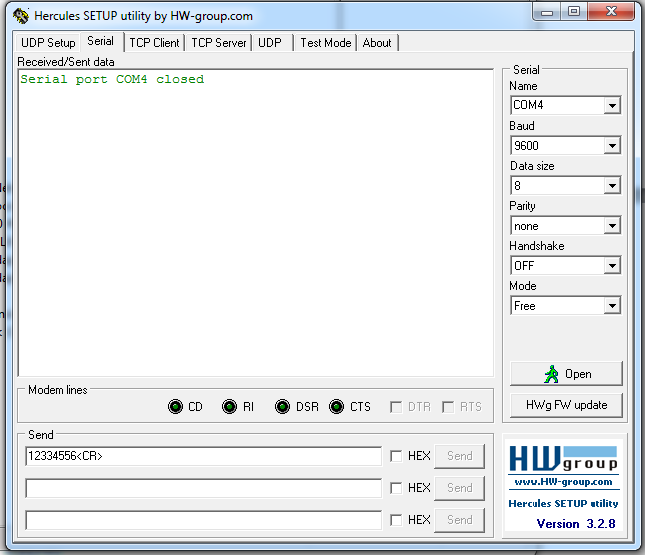 Hercules SETUP utility by HW-group.com
UDP Setup Serial TCP Client TCP Server UDP Test Mode About
Received/Sent data
Serial port COM4 closed
Serial
Name
COM4
Baud
9600
Data size
8
Parity
none
Handshake
OFF
Mode
Free
Open
HWg FW update
Modem lines
CD RI DSR CTS DTR RTS
Send
12334556<CR> HEX Send
HEX Send
HEX Send
HW group
www.HW-group.com
Hercules SETUP utility
Version 3.2.8